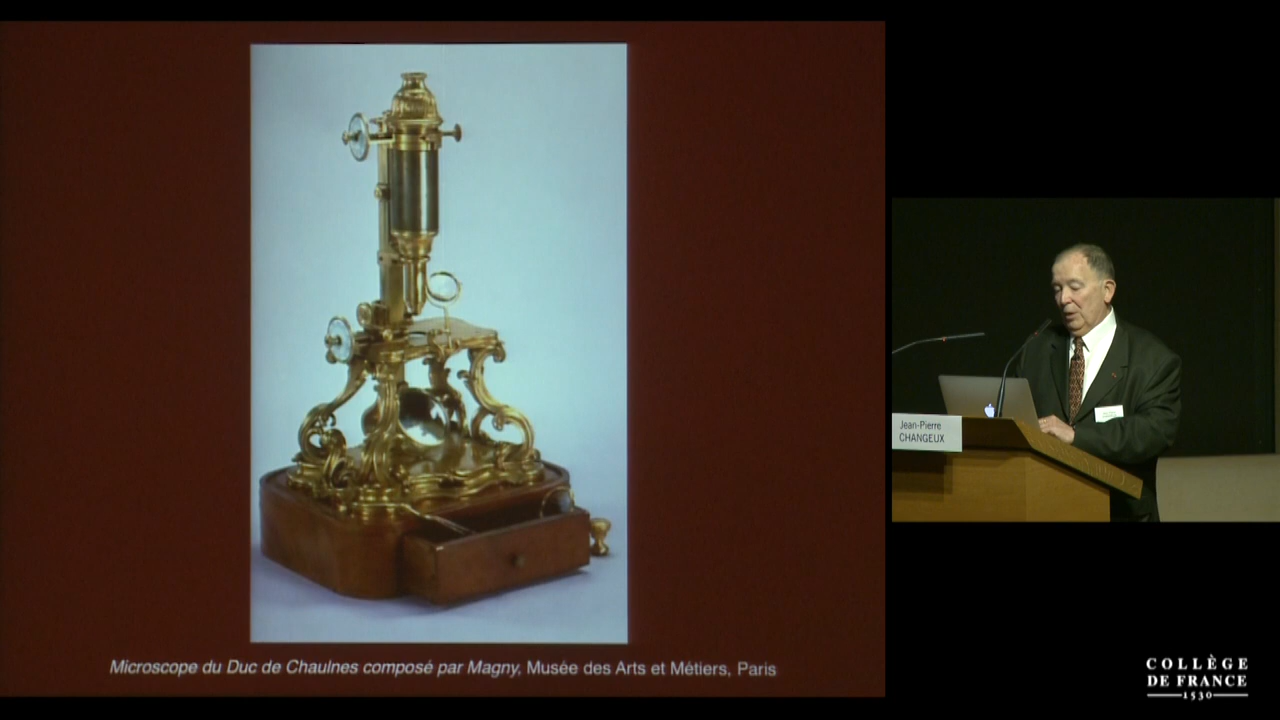 Microscope du Duc de Chaulnes composé par Magny, Musée des Arts et Métiers, Paris
Jean-Pierre
CHANGEUX
COLLÈGE
DE FRANCE
1530